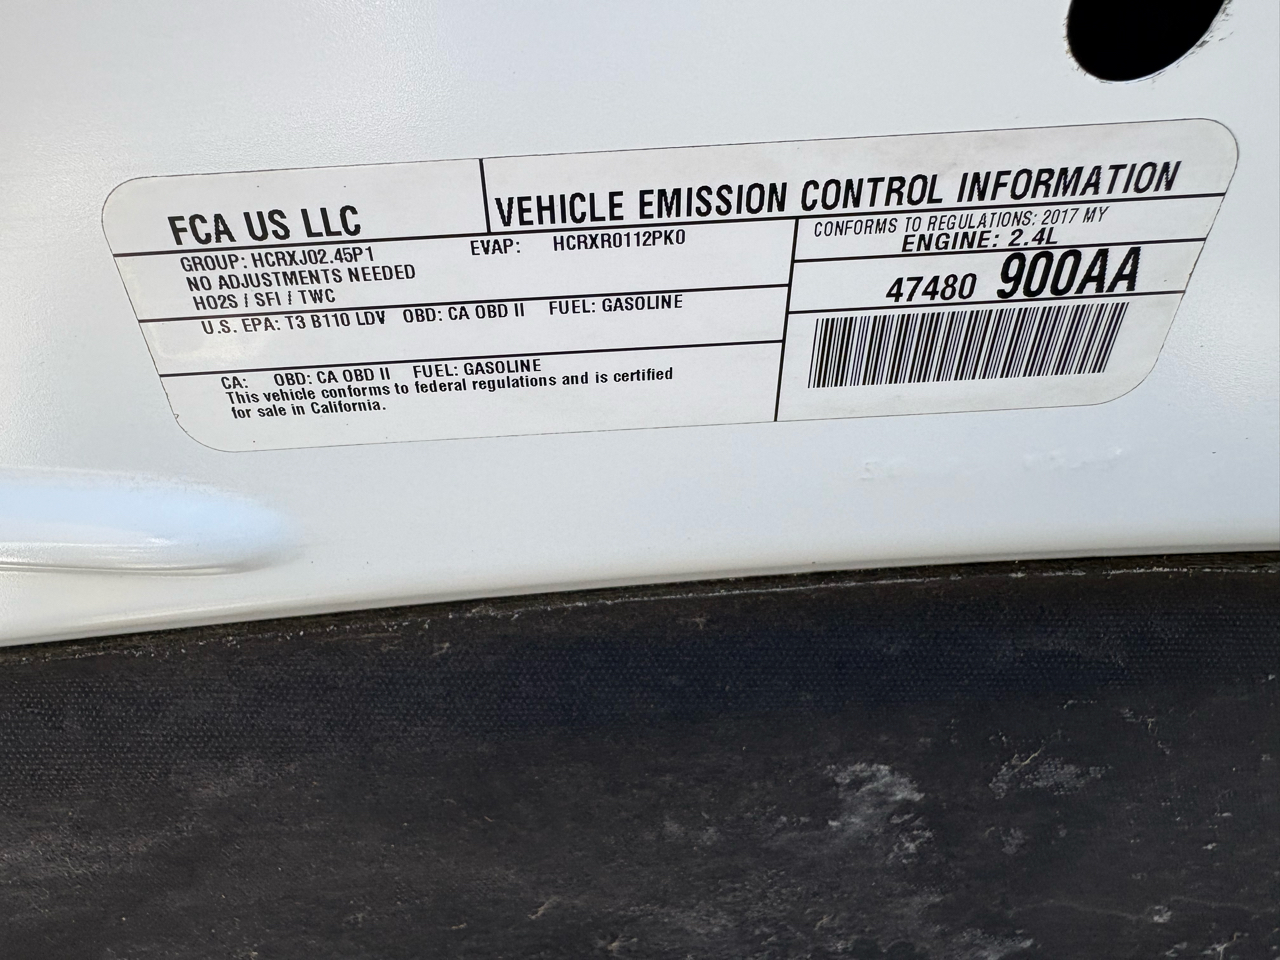 FCA US LLC
VEHICLE EMISSION CONTROL INFORMATION
GROUP: HCRXJ02.45P1
EVAP: HCRXR0112PK0
NO ADJUSTMENTS NEEDED
HO2S / SFI / TWC
U.S. EPA: T3 B110 LDV OBD: CA OBD II FUEL: GASOLINE
CA: OBD: CA OBD II FUEL: GASOLINE
This vehicle conforms to federal regulations and is certified
for sale in California.
CONFORMS TO REGULATIONS: 2017 MY
ENGINE: 2.4L
47480 900AA